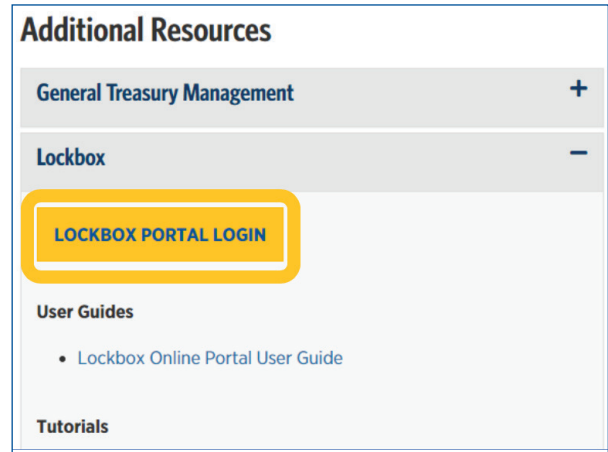 Additional Resources
General Treasury Management +
Lockbox −
LOCKBOX PORTAL LOGIN
User Guides
• Lockbox Online Portal User Guide
Tutorials